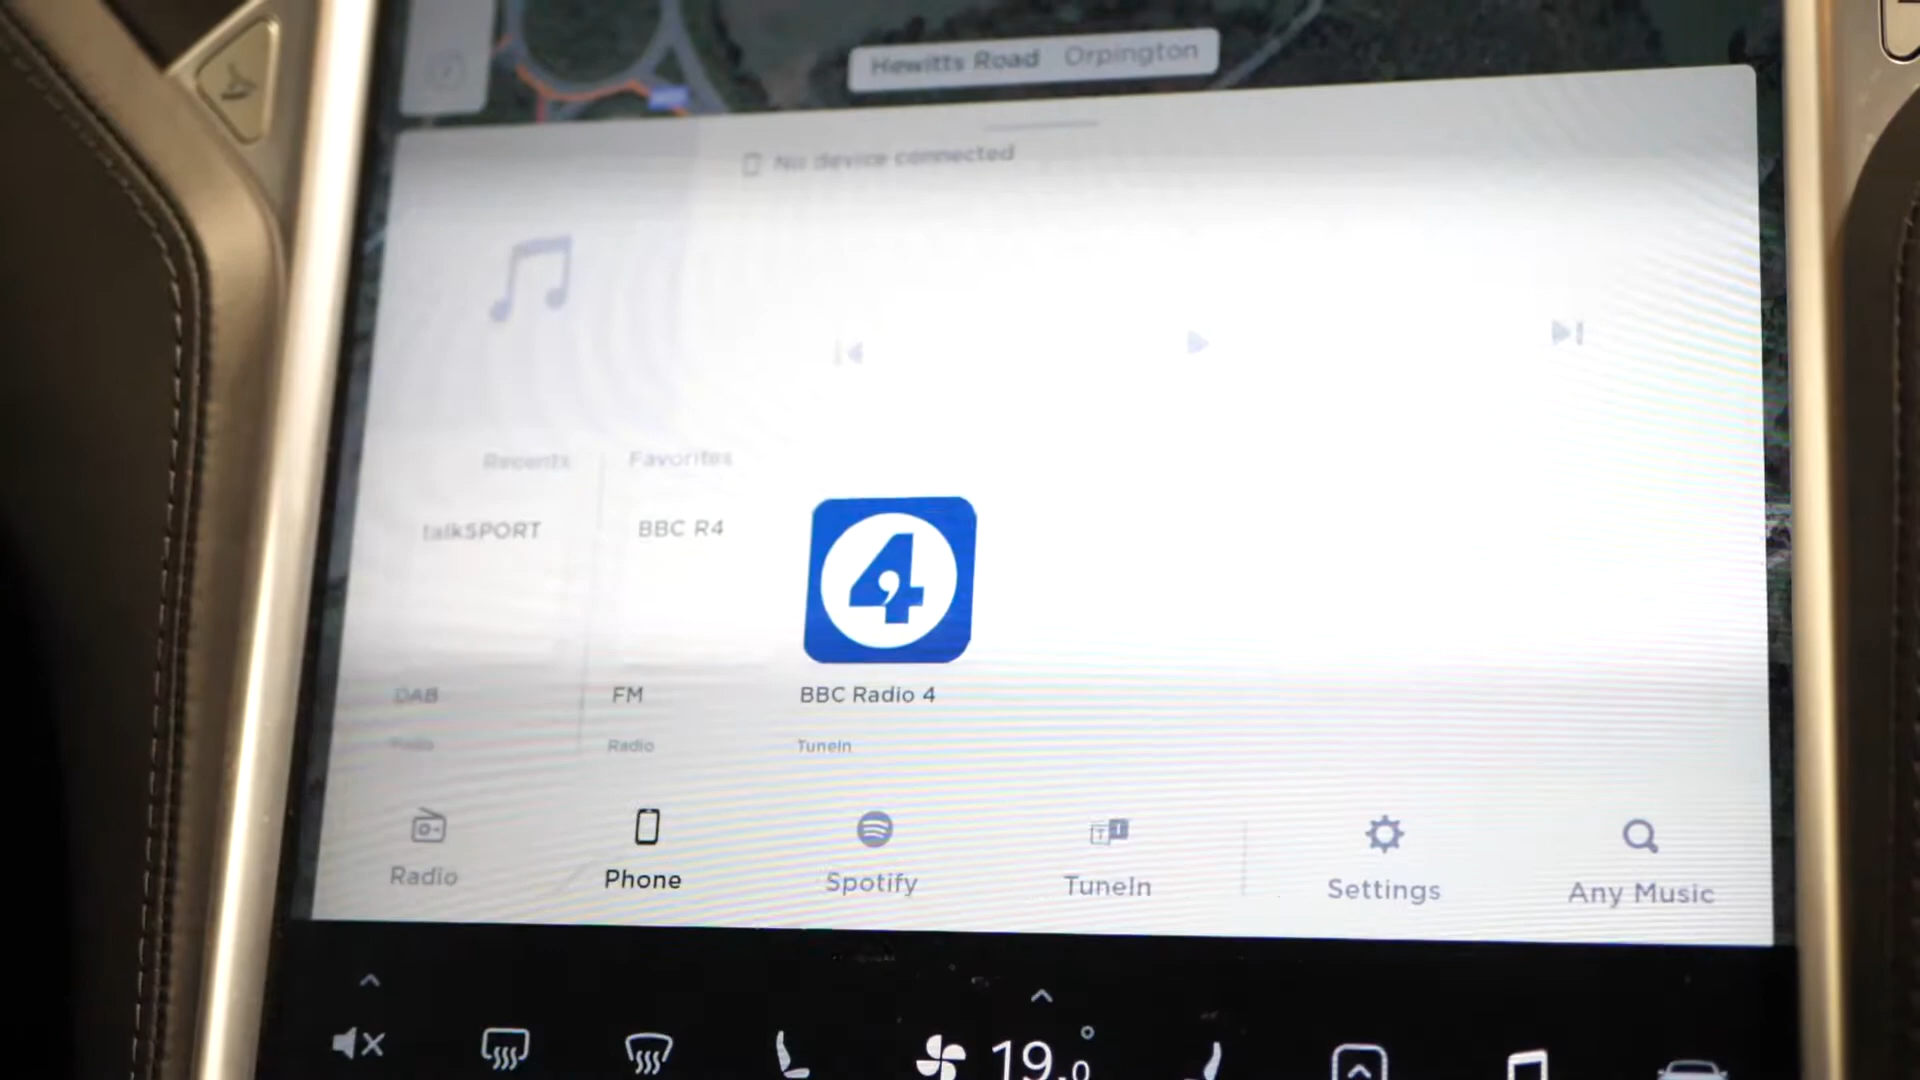 Hewitts Road Orpington
No device connected
Recents Favorites
talkSPORT BBC R4
4
DAB FM BBC Radio 4
Radio Radio TuneIn
Radio Phone Spotify TuneIn Settings Any Music
19.0°